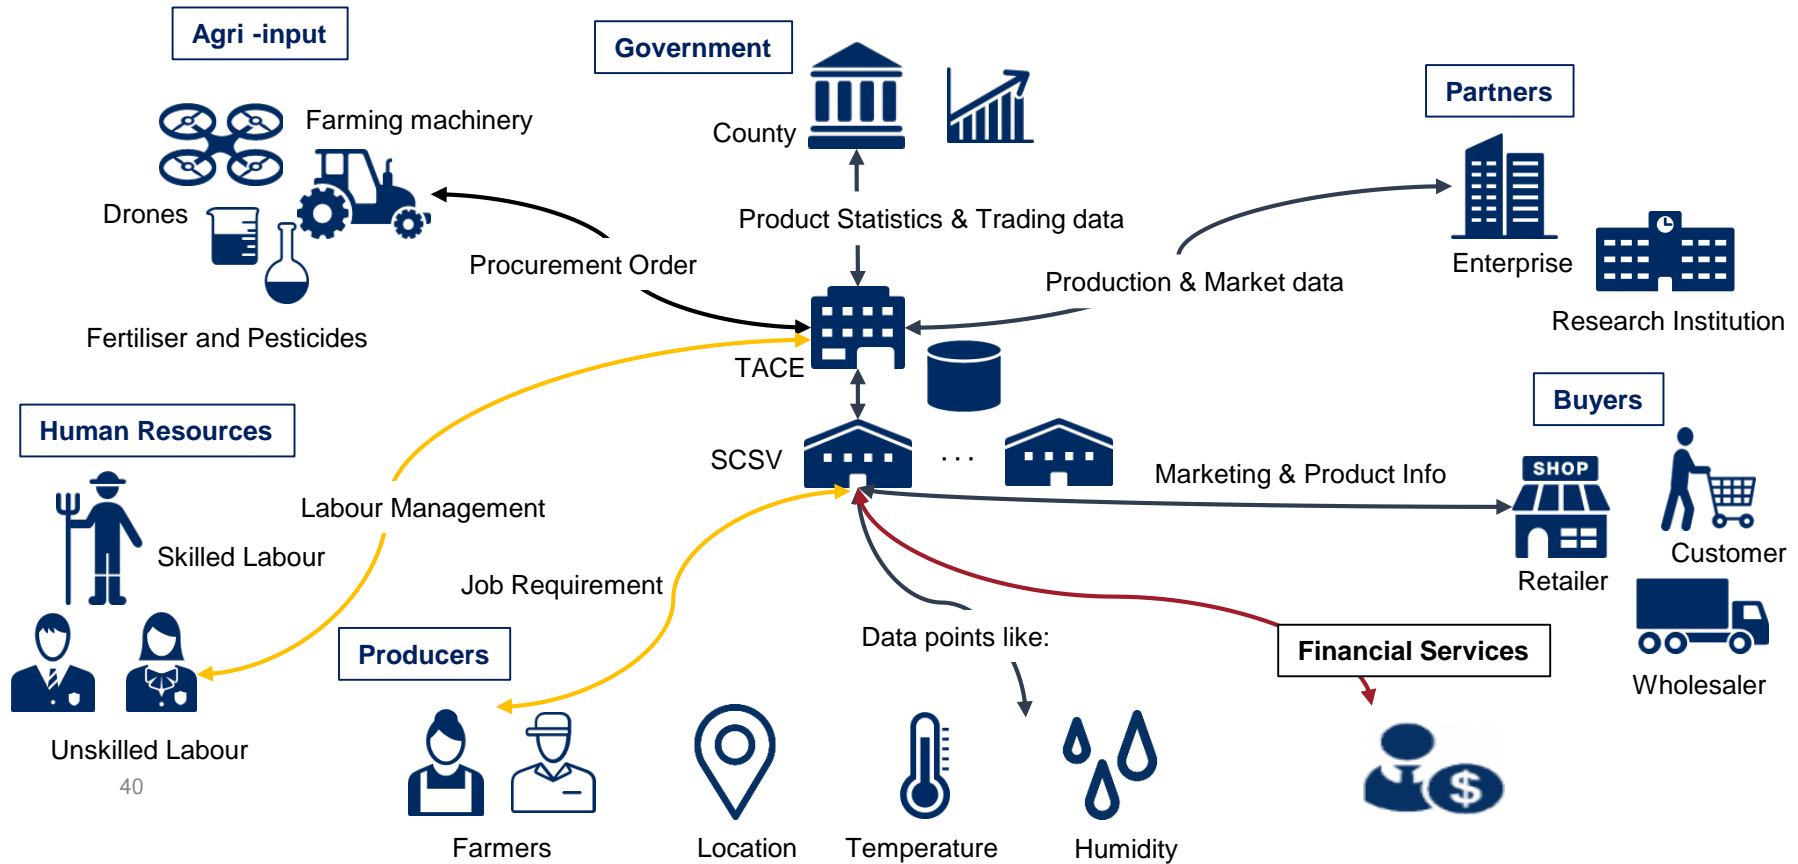 Agri -input
Government
Partners
Farming machinery
County
Drones
Product Statistics & Trading data
Procurement Order
Production & Market data
Enterprise
Research Institution
Fertiliser and Pesticides
TACE
Buyers
Human Resources
SCSV
...
Marketing & Product Info
SHOP
Labour Management
Skilled Labour
Customer
Retailer
Job Requirement
Data points like:
Producers
Financial Services
Wholesaler
Unskilled Labour
$
40
Farmers
Location
Temperature
Humidity